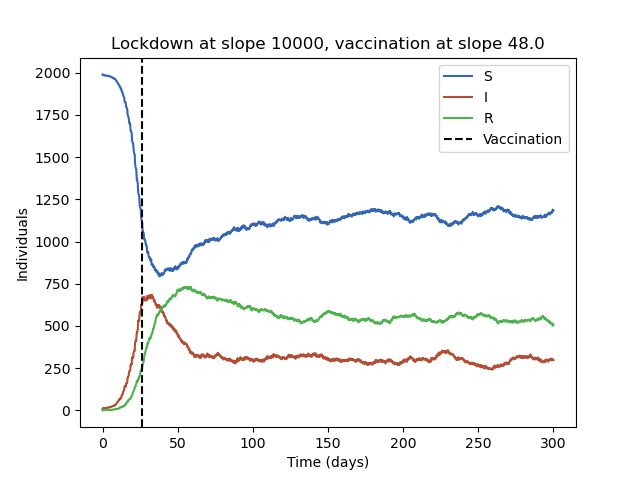 Lockdown at slope 10000, vaccination at slope 48.0
S
I
R
Vaccination
Individuals
2000
1750
1500
1250
1000
750
500
250
0
0 50 100 150 200 250 300
Time (days)